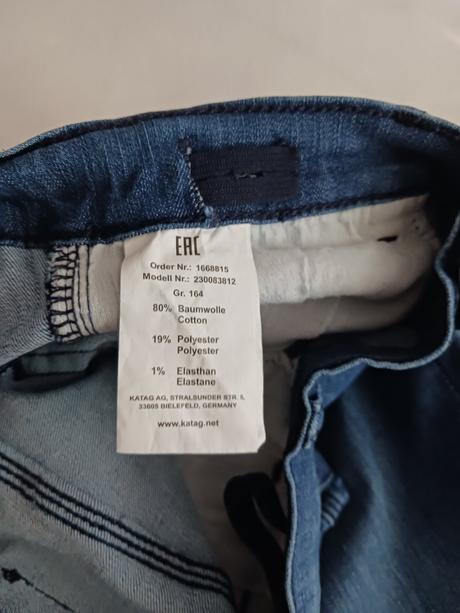 EAC
Order Nr.: 1668815
Modell Nr.: 230083812
Gr. 164
80% Baumwolle
Cotton
19% Polyester
Polyester
1% Elasthan
Elastane
KATAG AG, STRALSUNDER STR. 5,
33605 BIELEFELD, GERMANY
www.katag.net